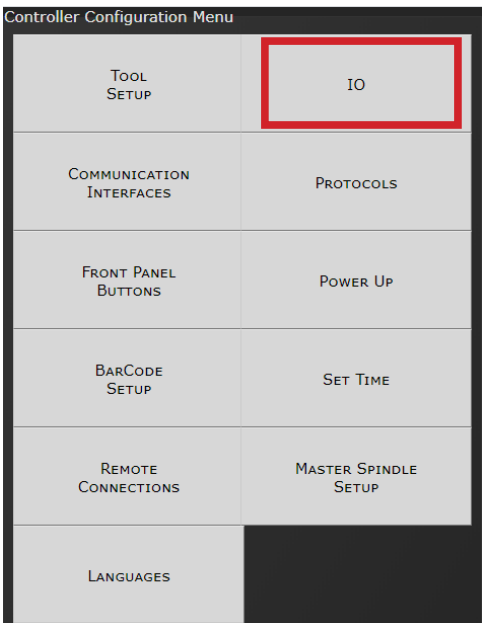 Controller Configuration Menu
Tool
Setup
IO
Communication
Interfaces
Protocols
Front Panel
Buttons
Power Up
BarCode
Setup
Set Time
Remote
Connections
Master Spindle
Setup
Languages